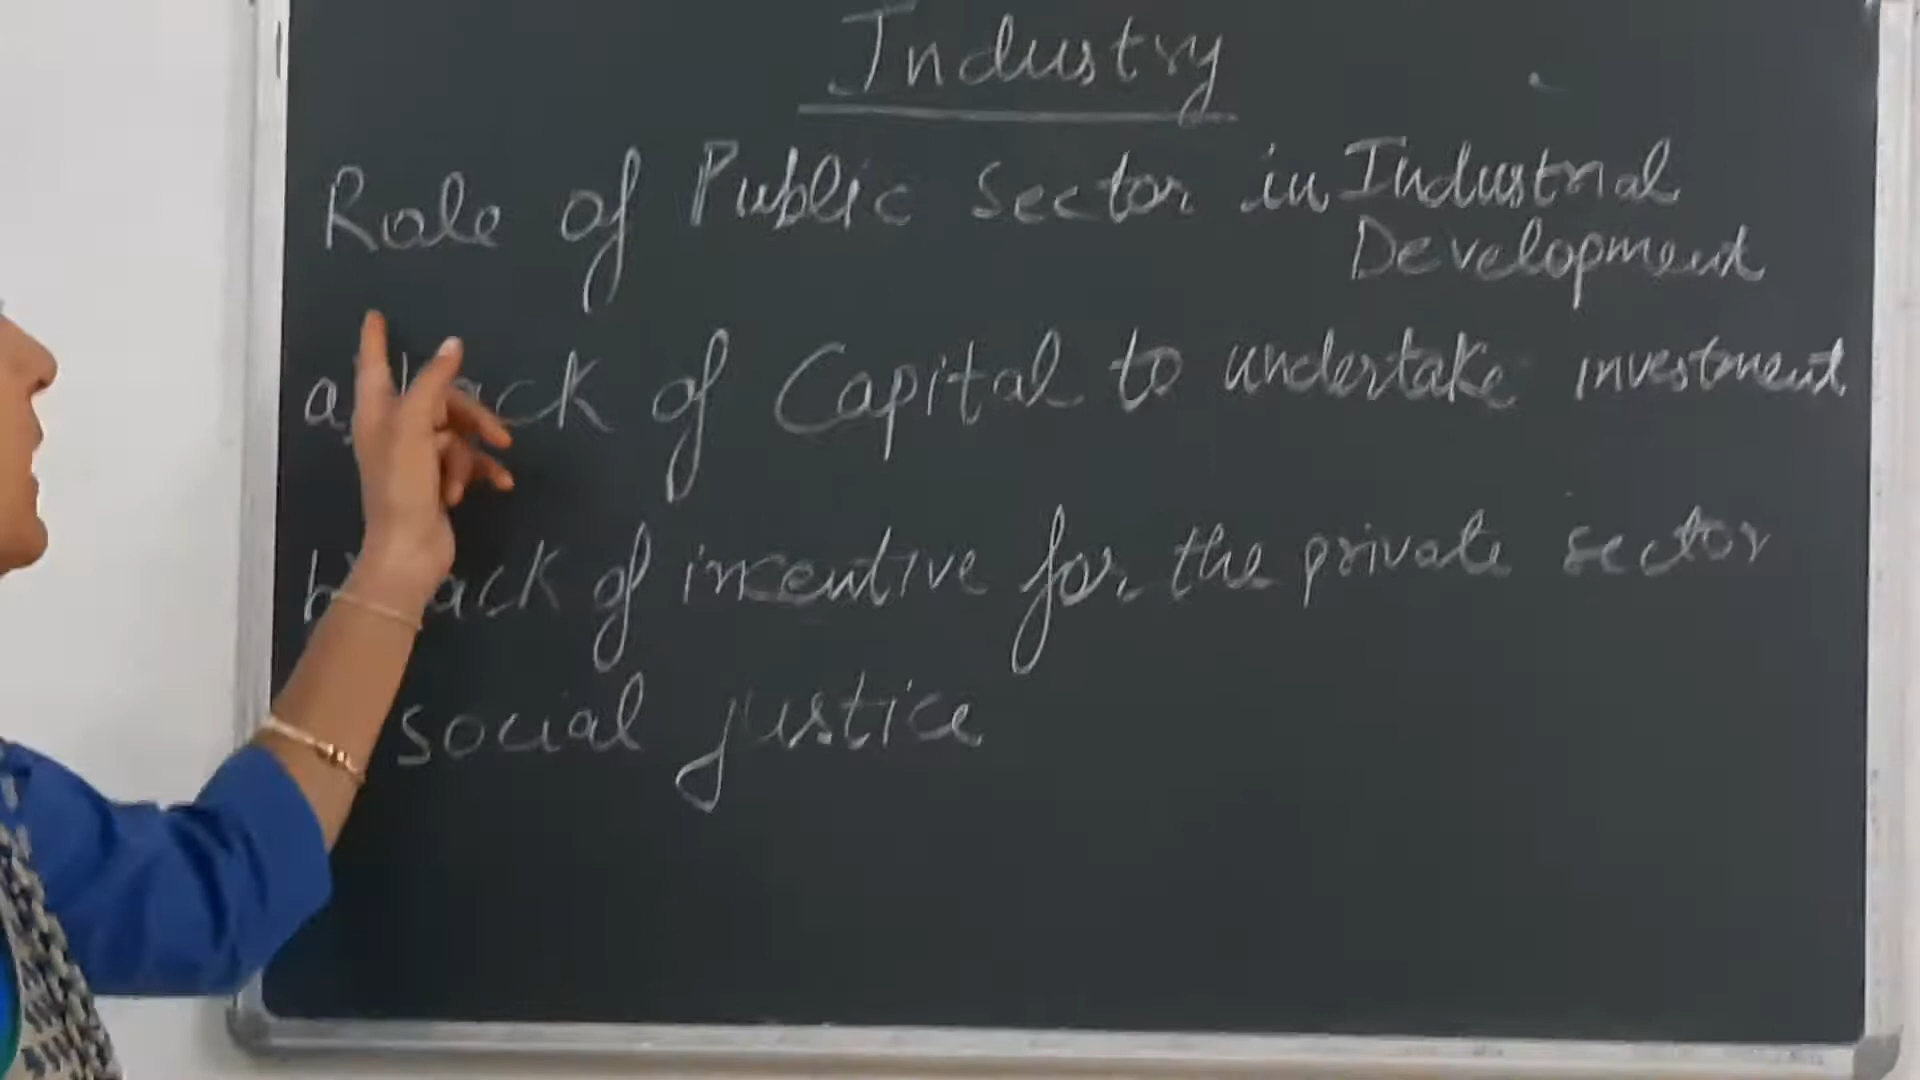 Industry
Role of Public Sector in Industrial
Development
a) Lack of Capital to undertake investment
b) Lack of incentive for the private sector
social justice